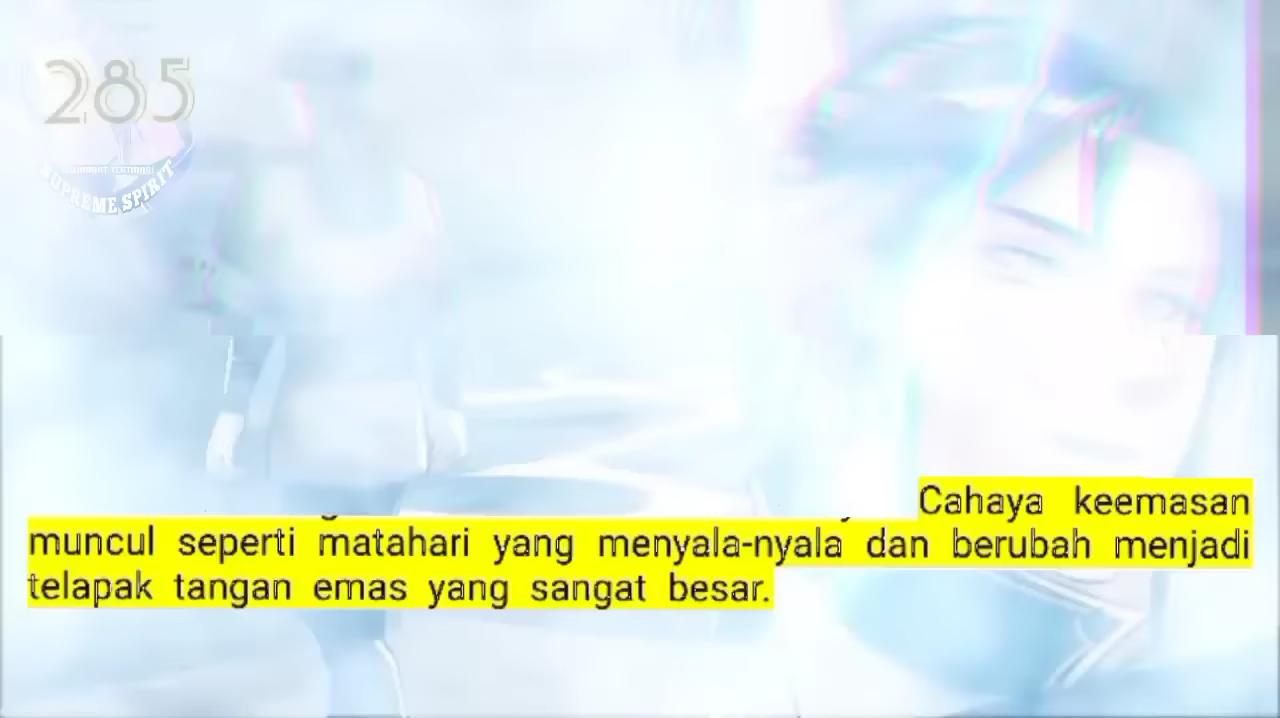 285
SUPREME SPIRIT
Cahaya keemasan
muncul seperti matahari yang menyala-nyala dan berubah menjadi
telapak tangan emas yang sangat besar.